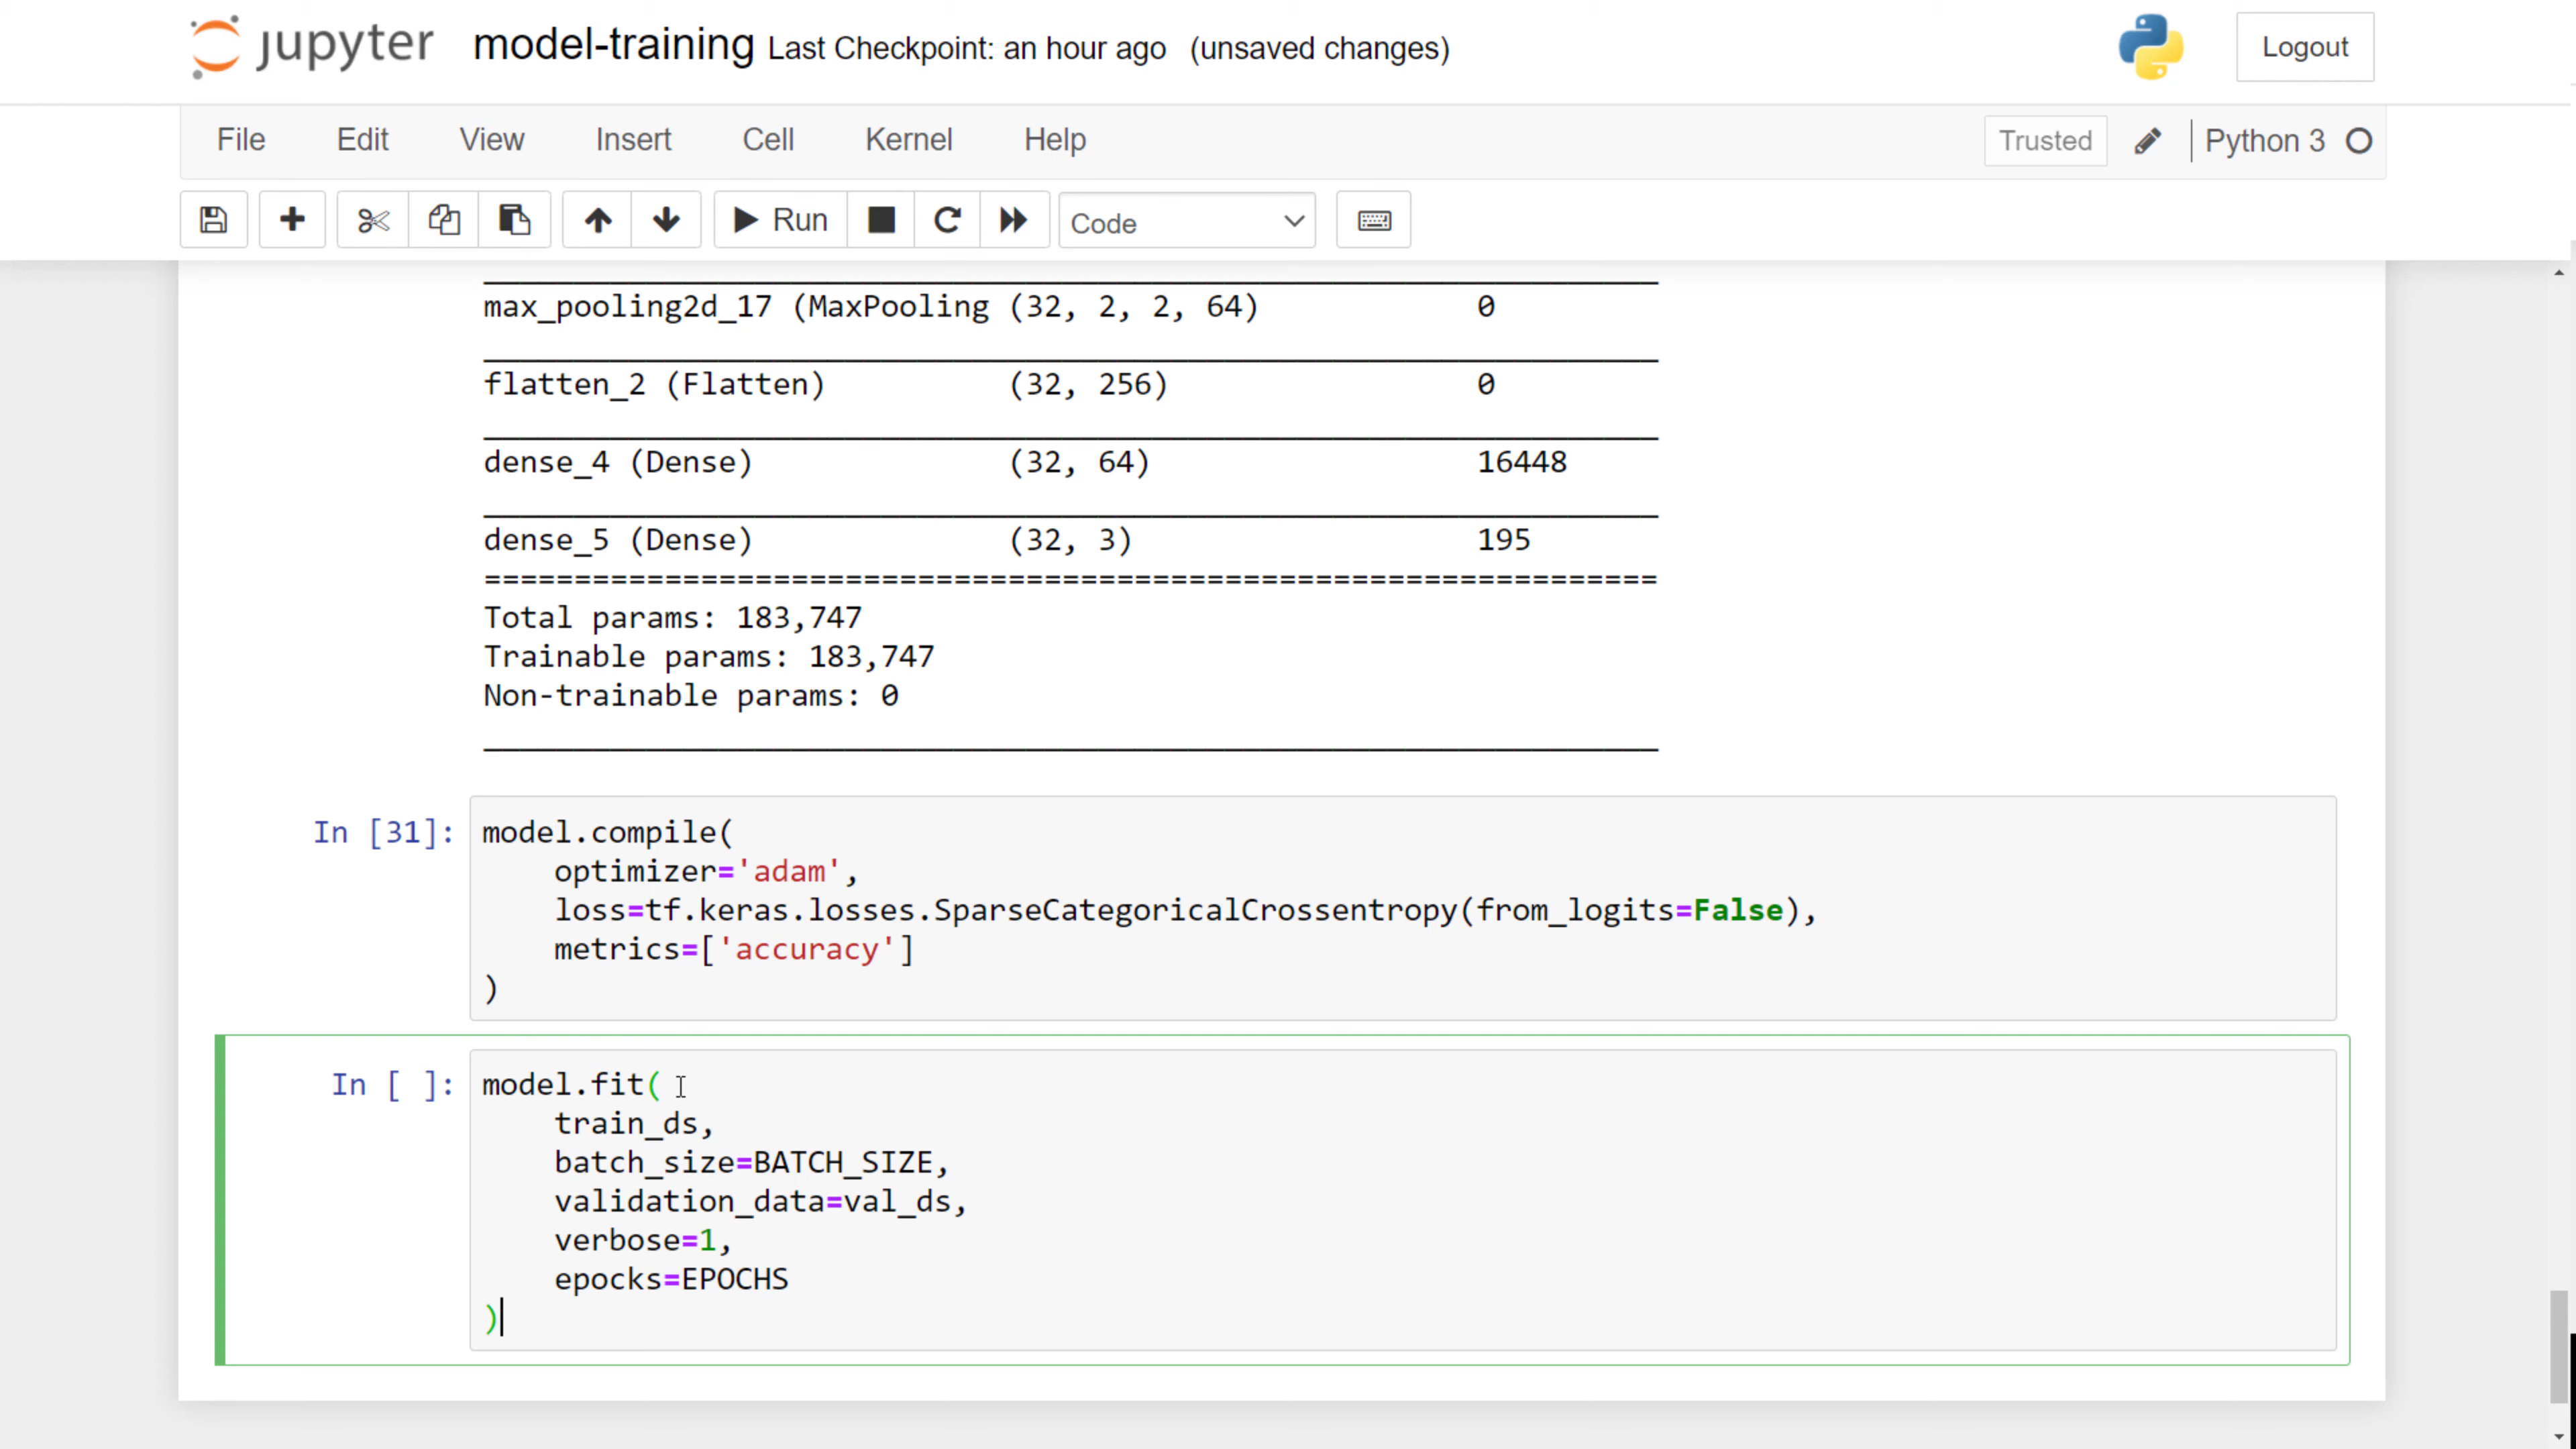 jupyter model-training Last Checkpoint: an hour ago (unsaved changes) Logout
File Edit View Insert Cell Kernel Help Trusted Python 3
Run Code
max_pooling2d_17 (MaxPooling (32, 2, 2, 64) 0
flatten_2 (Flatten) (32, 256) 0
dense_4 (Dense) (32, 64) 16448
dense_5 (Dense) (32, 3) 195
=================================================================
Total params: 183,747
Trainable params: 183,747
Non-trainable params: 0
In [31]: model.compile(
    optimizer='adam',
    loss=tf.keras.losses.SparseCategoricalCrossentropy(from_logits=False),
    metrics=['accuracy']
)
In [ ]: model.fit(
    train_ds,
    batch_size=BATCH_SIZE,
    validation_data=val_ds,
    verbose=1,
    epocks=EPOCHS
)